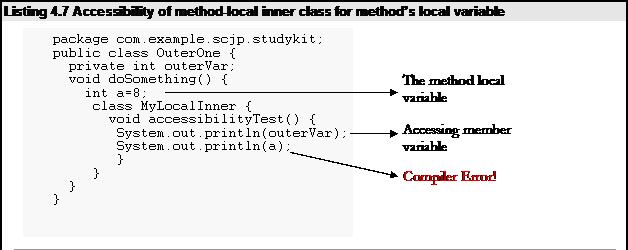 Listing 4.7 Accessibility of method-local inner class for method's local variable
package com.example.scjp.studykit;
public class OuterOne {
private int outerVar;
void doSomething() {
int a=8;
class MyLocalInner {
void accessibilityTest() {
System.out.println(outerVar);
System.out.println(a);
}
}
}
}
The method local
variable
Accessing member
variable
Compiler Error!